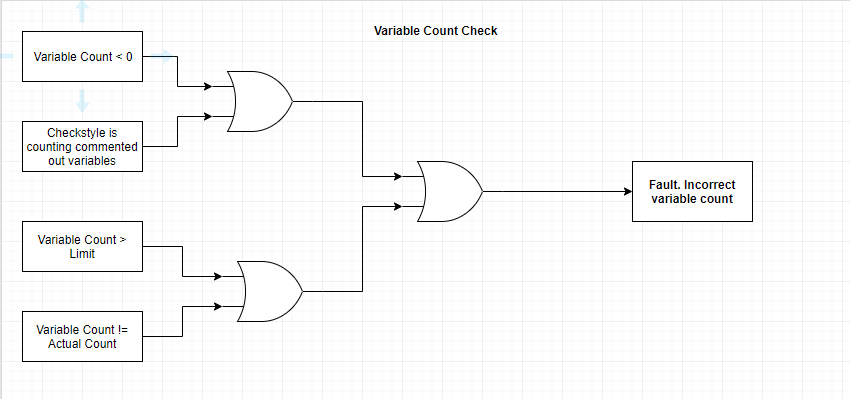 Variable Count Check
Variable Count < 0
Checkstyle is
counting commented
out variables
Variable Count >
Limit
Variable Count !=
Actual Count
Fault. Incorrect
variable count